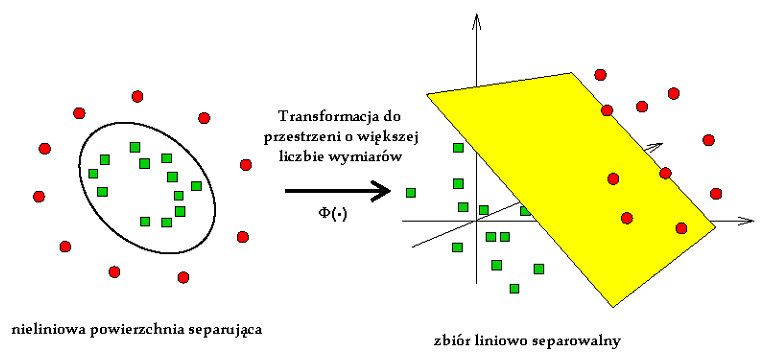 Transformacja do
przestrzeni o większej
liczbie wymiarów
Φ(·)
nieliniowa powierzchnia separująca
zbiór liniowo separowalny